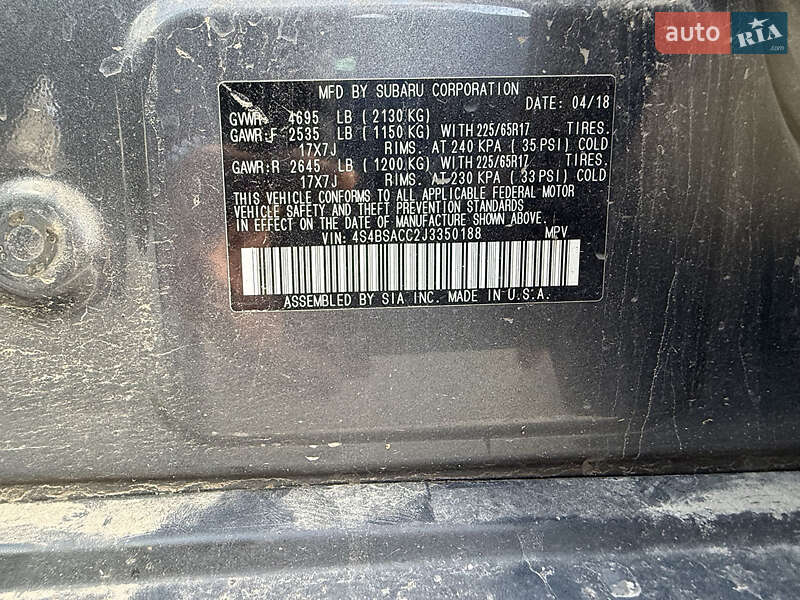 auto RIA
.com
MFD BY SUBARU CORPORATION
GVWR: 4695 LB ( 2130 KG) DATE: 04/18
GAWR:F 2535 LB ( 1150 KG) WITH 225/65R17 TIRES.
17X7J RIMS. AT 240 KPA ( 35 PSI) COLD
GAWR:R 2645 LB ( 1200 KG) WITH 225/65R17 TIRES.
17X7J RIMS. AT 230 KPA ( 33 PSI) COLD
THIS VEHICLE CONFORMS TO ALL APPLICABLE FEDERAL MOTOR
VEHICLE SAFETY AND THEFT PREVENTION STANDARDS
IN EFFECT ON THE DATE OF MANUFACTURE SHOWN ABOVE.
VIN: 4S4BSACC2J3350188 MPV
ASSEMBLED BY SIA INC. MADE IN U.S.A.